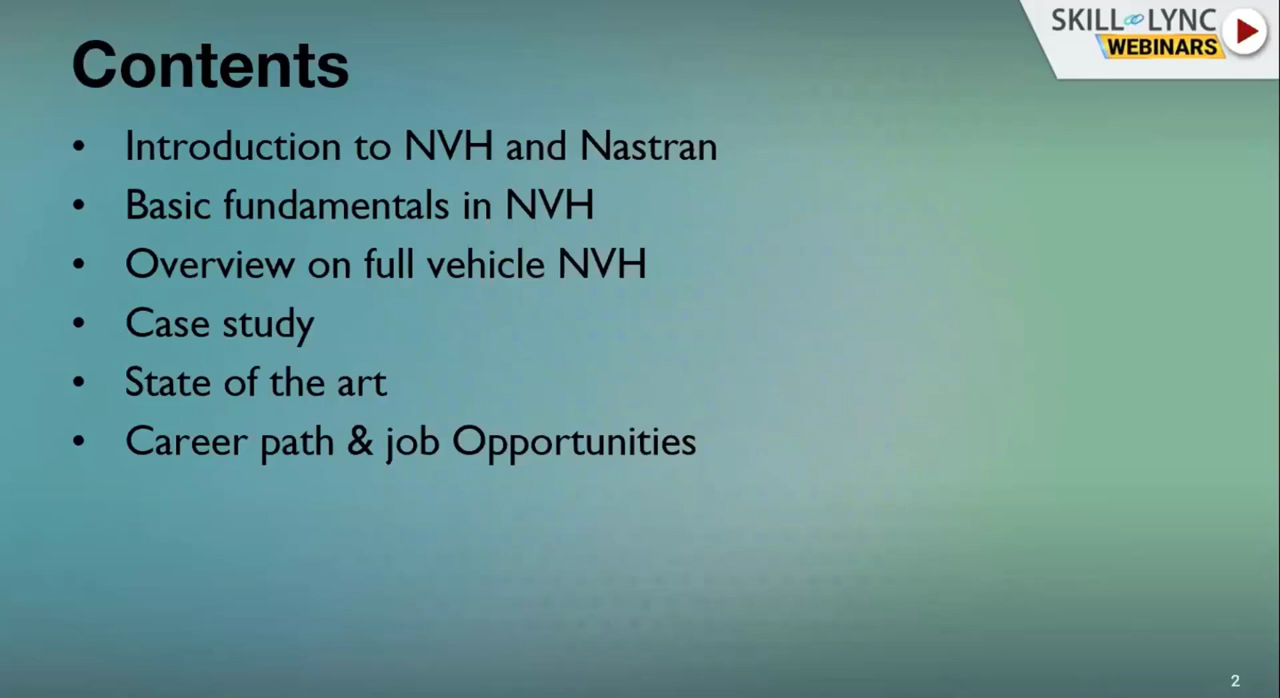 SKILL LYNC
WEBINARS
Contents
• Introduction to NVH and Nastran
• Basic fundamentals in NVH
• Overview on full vehicle NVH
• Case study
• State of the art
• Career path & job Opportunities
2